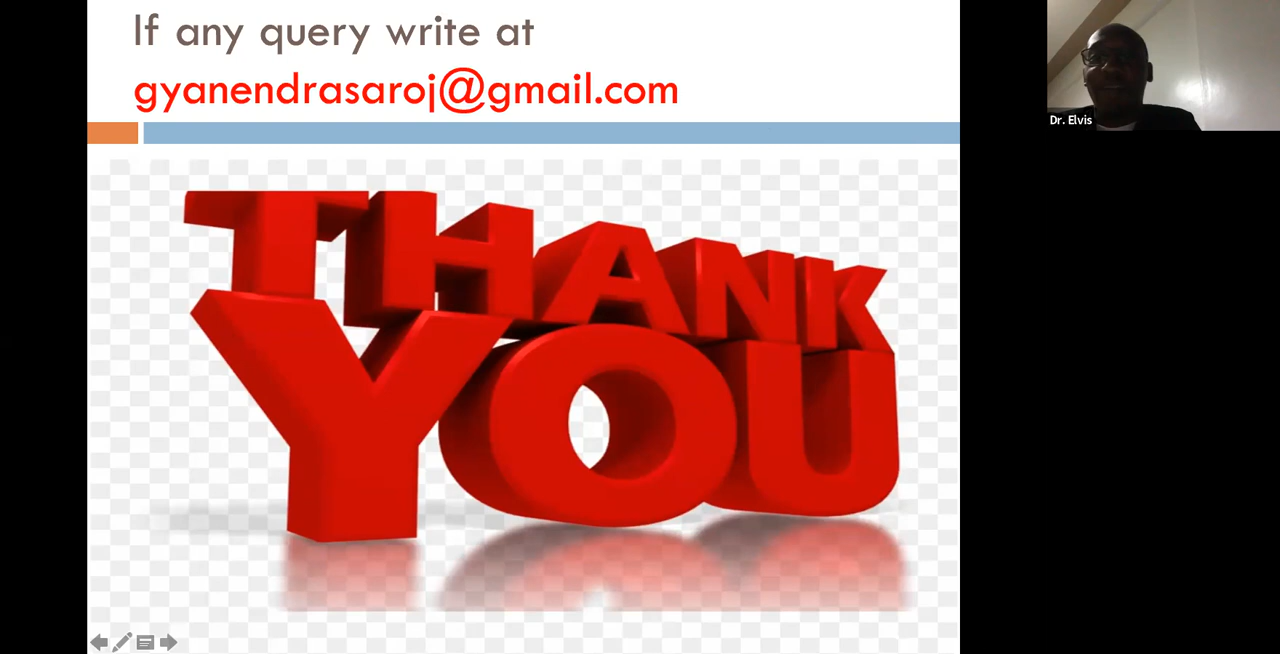 If any query write at
gyanendrasaroj@gmail.com
Dr. Elvis
THANK
YOU